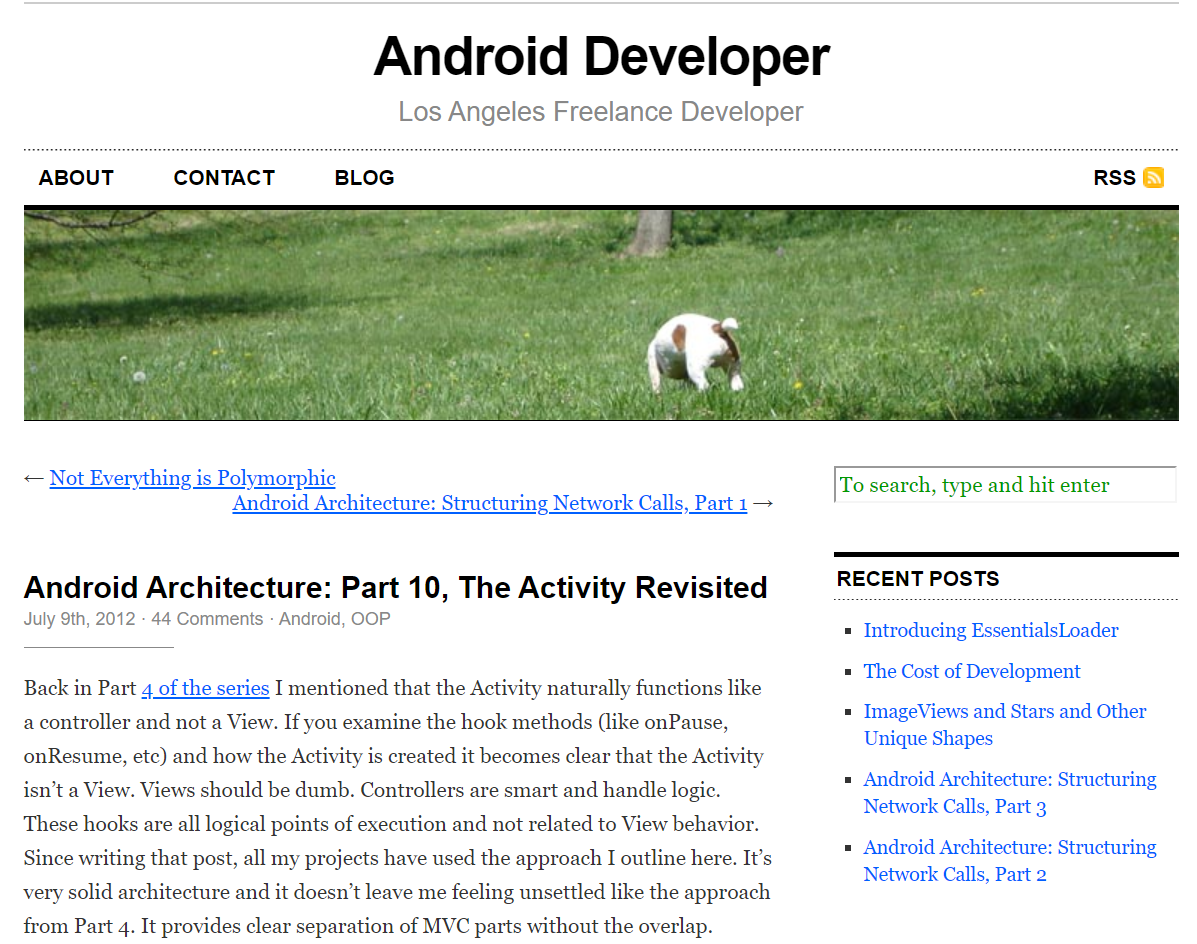 Android Developer
Los Angeles Freelance Developer
ABOUT CONTACT BLOG RSS
← Not Everything is Polymorphic
Android Architecture: Structuring Network Calls, Part 1 →
Android Architecture: Part 10, The Activity Revisited
July 9th, 2012 · 44 Comments · Android, OOP
Back in Part 4 of the series I mentioned that the Activity naturally functions like
a controller and not a View. If you examine the hook methods (like onPause,
onResume, etc) and how the Activity is created it becomes clear that the Activity
isn’t a View. Views should be dumb. Controllers are smart and handle logic.
These hooks are all logical points of execution and not related to View behavior.
Since writing that post, all my projects have used the approach I outline here. It’s
very solid architecture and it doesn’t leave me feeling unsettled like the approach
from Part 4. It provides clear separation of MVC parts without the overlap.
To search, type and hit enter
RECENT POSTS
Introducing EssentialsLoader
The Cost of Development
ImageViews and Stars and Other
Unique Shapes
Android Architecture: Structuring
Network Calls, Part 3
Android Architecture: Structuring
Network Calls, Part 2